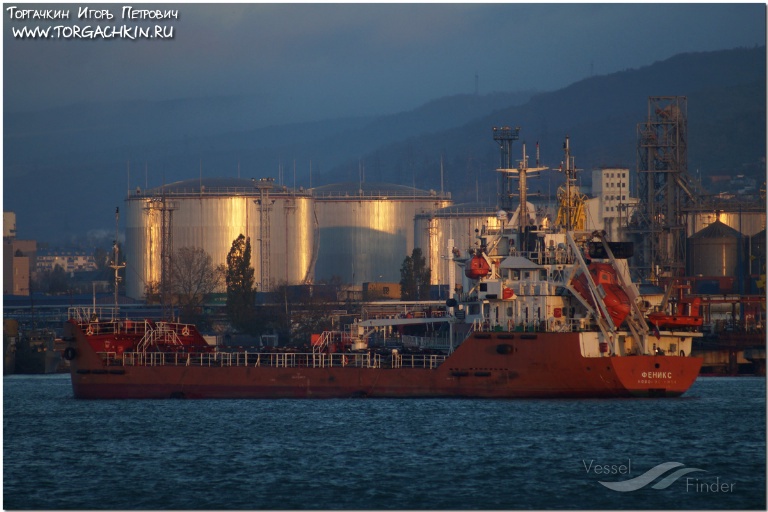 Торгачкин Игорь Петрович
www.TORGACHKIN.RU
ФЕНИКС
Vessel
Finder